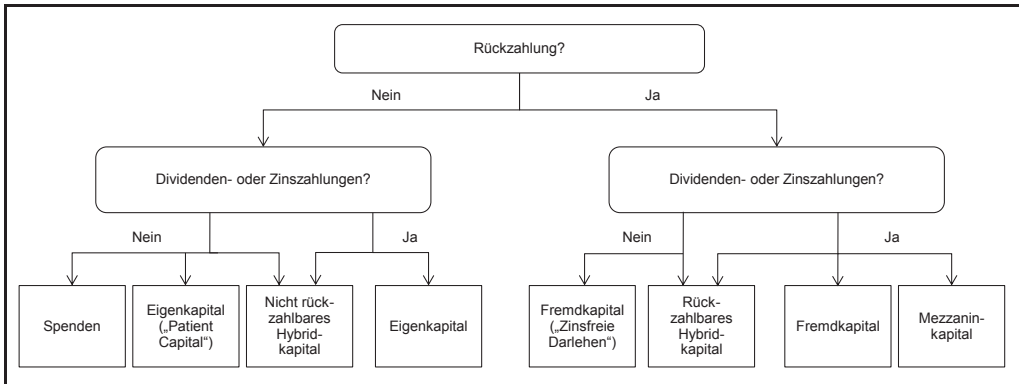 Rückzahlung?
Nein
Ja
Dividenden- oder Zinszahlungen?
Dividenden- oder Zinszahlungen?
Nein
Ja
Nein
Ja
Spenden
Eigenkapital
(„Patient
Capital“)
Nicht rück-
zahlbares
Hybrid-
kapital
Eigenkapital
Fremdkapital
(„Zinsfreie
Darlehen“)
Rück-
zahlbares
Hybrid-
kapital
Fremdkapital
Mezzanin-
kapital